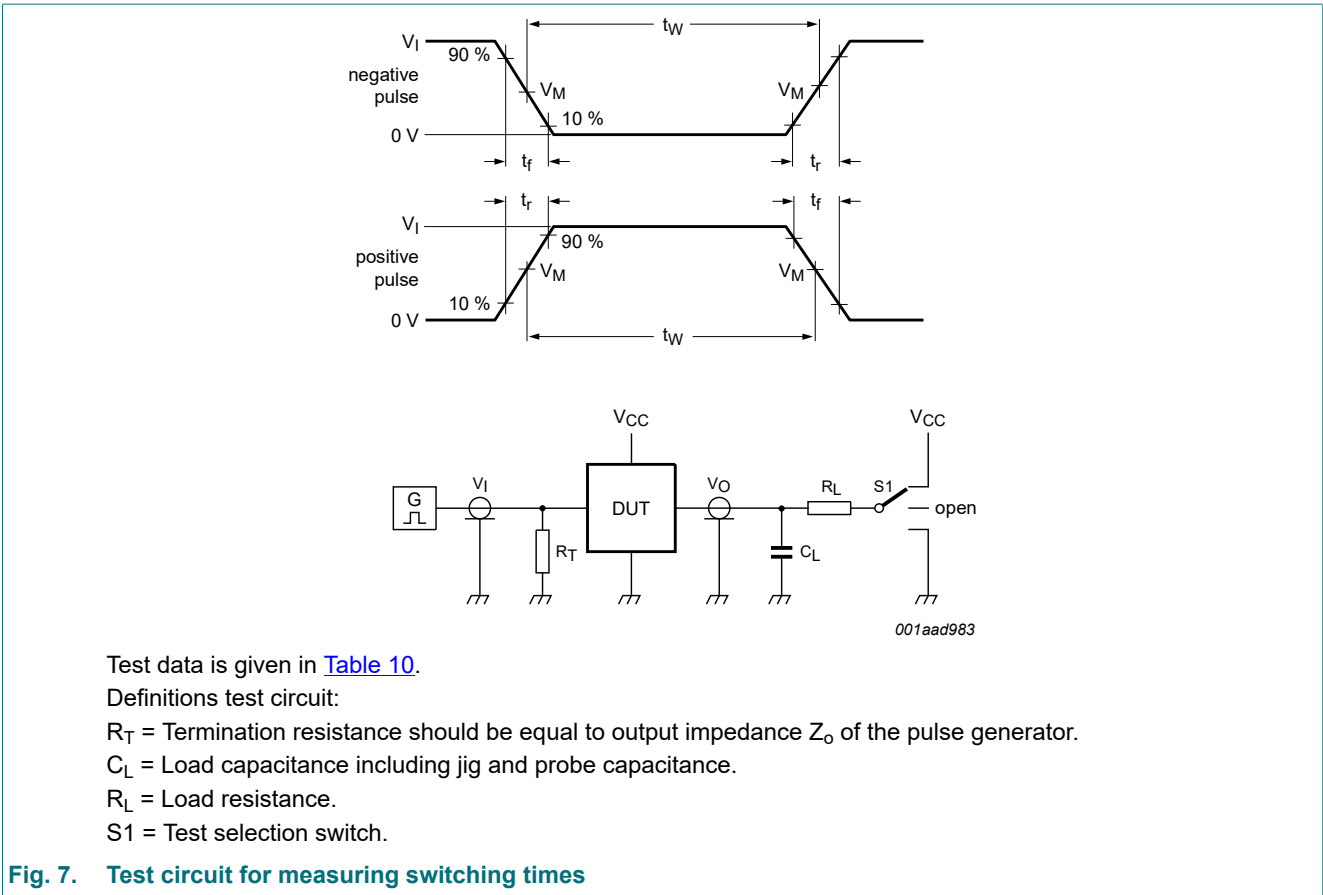 t_W
V_I
90 %
negative
pulse
V_M
V_M
10 %
0 V
t_f
t_r
t_r
t_f
V_I
90 %
positive
pulse
V_M
V_M
10 %
0 V
t_W
V_CC
V_CC
V_I
V_O
R_L
S1
G
DUT
open
R_T
C_L
001aad983
Test data is given in Table 10.
Definitions test circuit:
R_T = Termination resistance should be equal to output impedance Z_o of the pulse generator.
C_L = Load capacitance including jig and probe capacitance.
R_L = Load resistance.
S1 = Test selection switch.
Fig. 7. Test circuit for measuring switching times